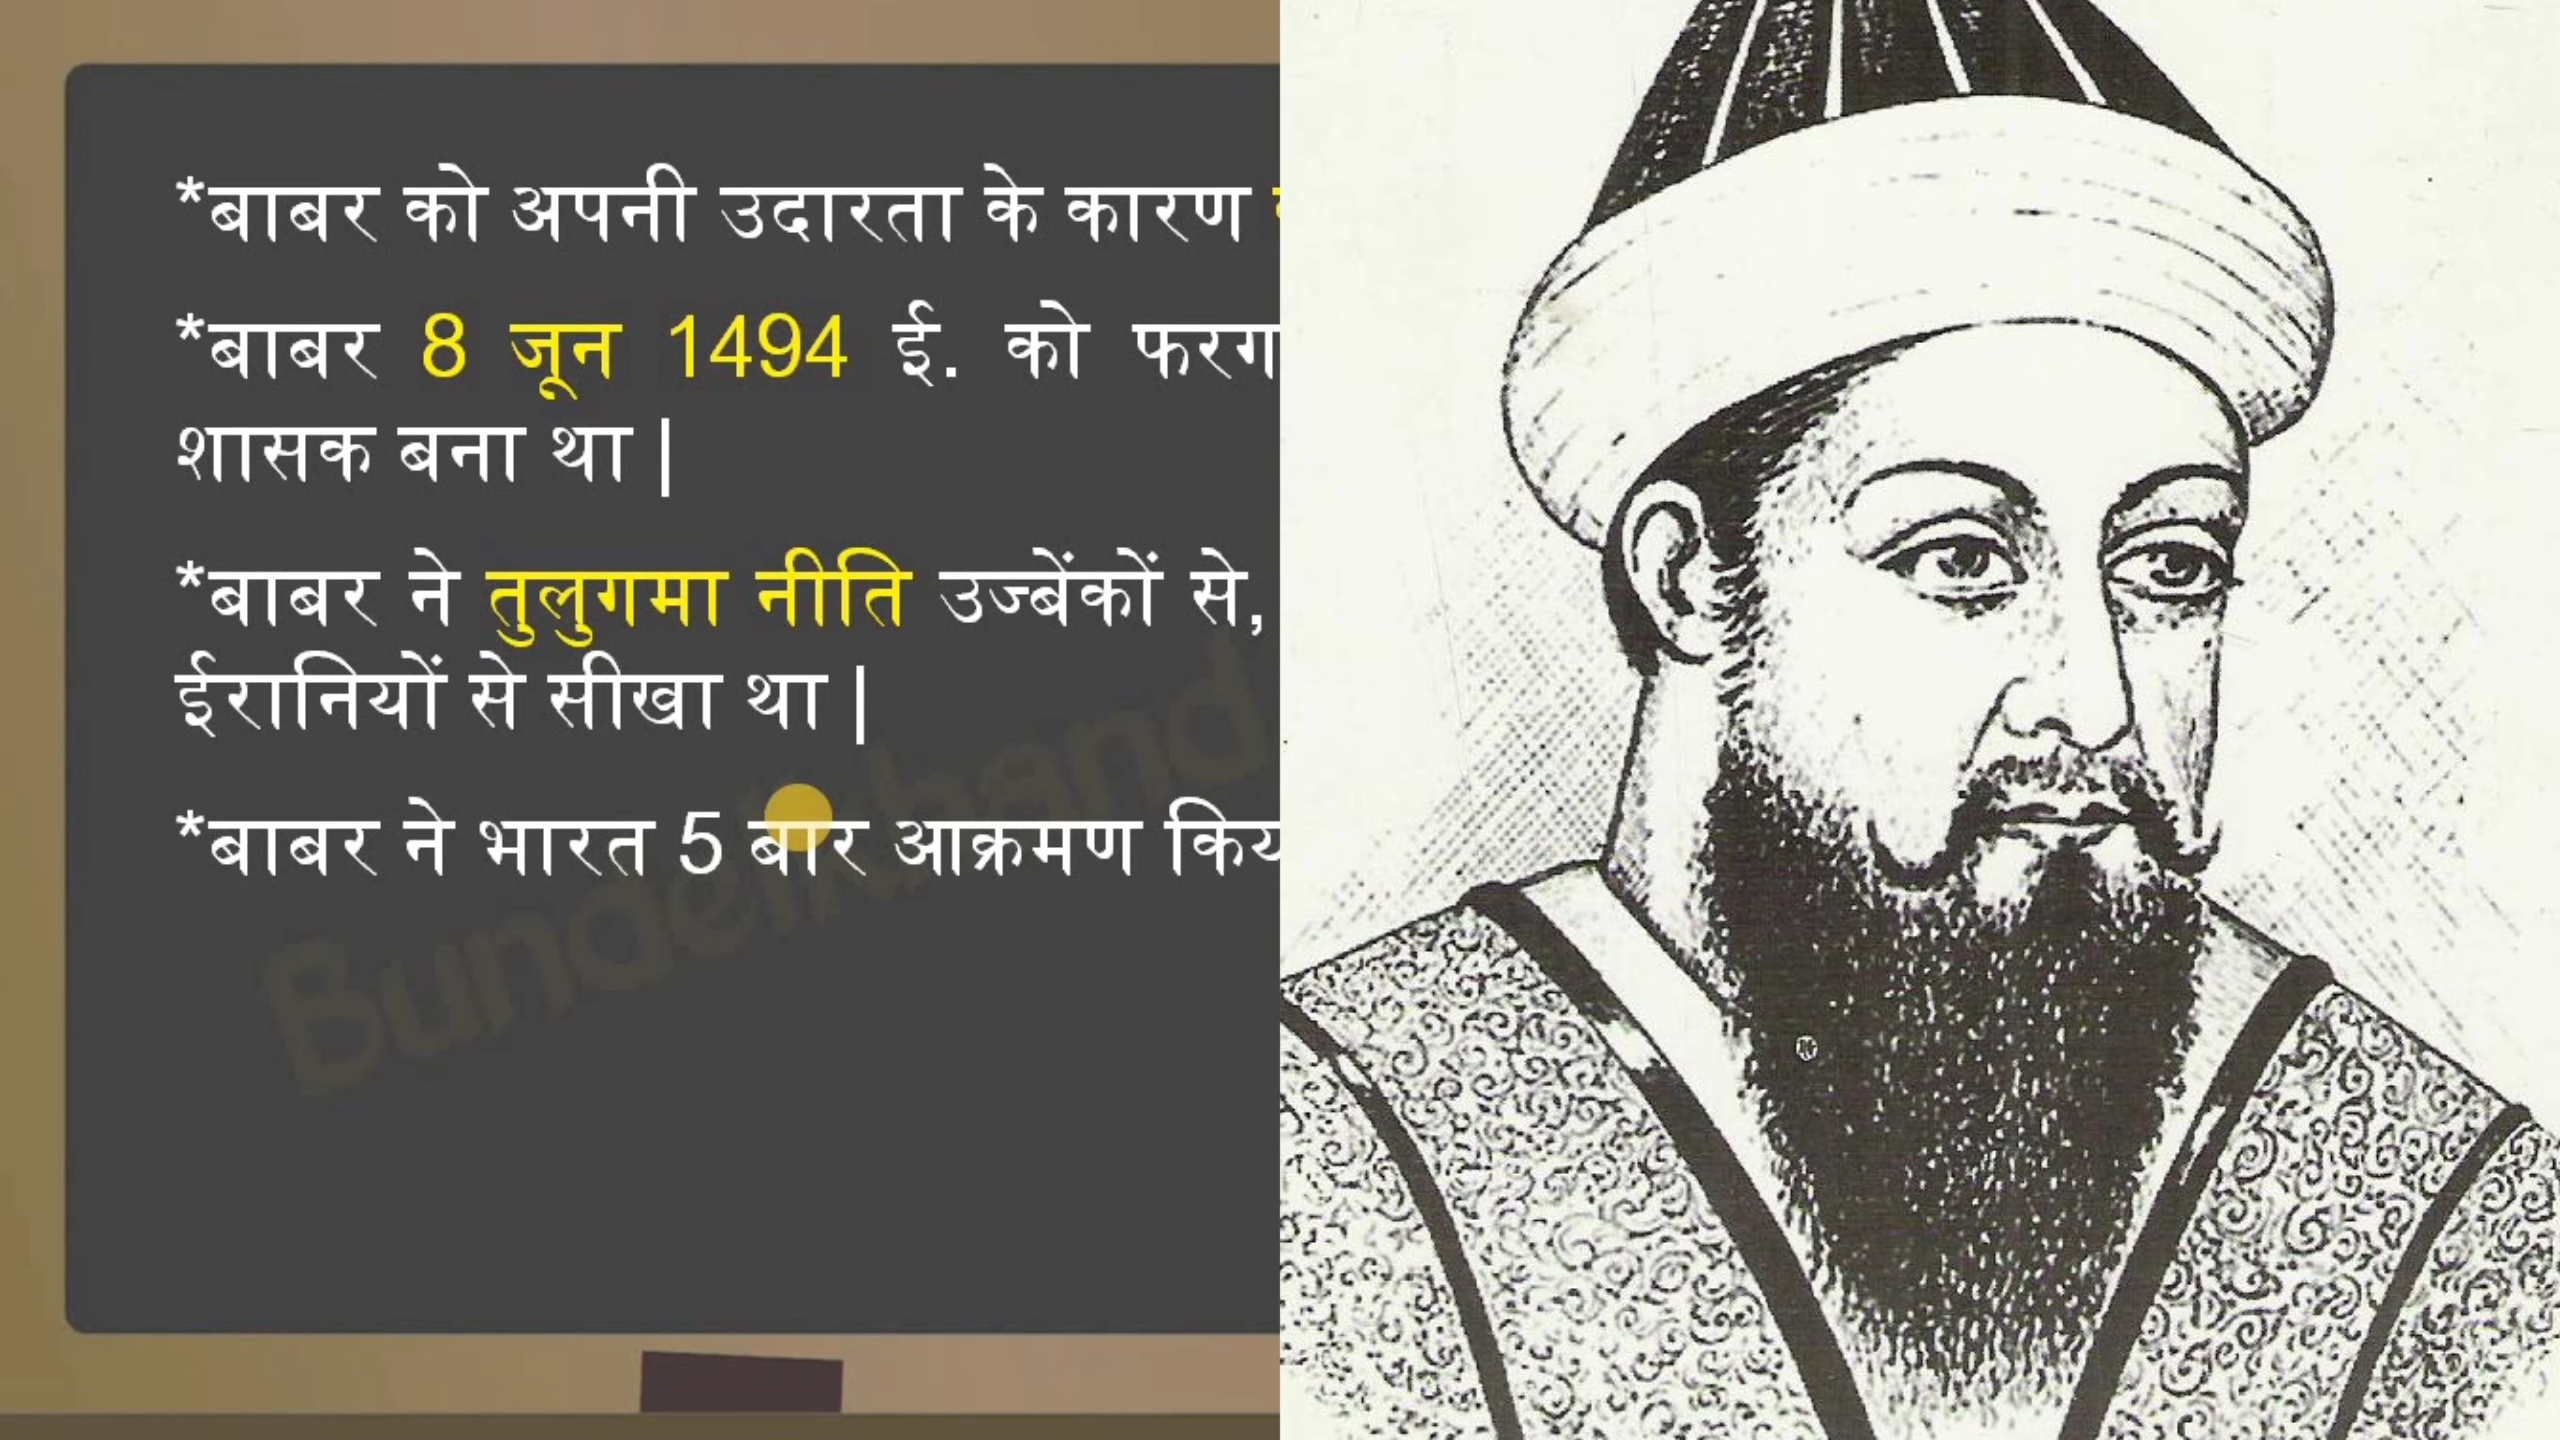 *बाबर को अपनी उदारता के कारण
*बाबर 8 जून 1494 ई. को फरग
शासक बना था |
*बाबर ने तुलुगमा नीति उज्बेंकों से,
ईरानियों से सीखा था |
*बाबर ने भारत 5 बार आक्रमण किय
Bundelkhand